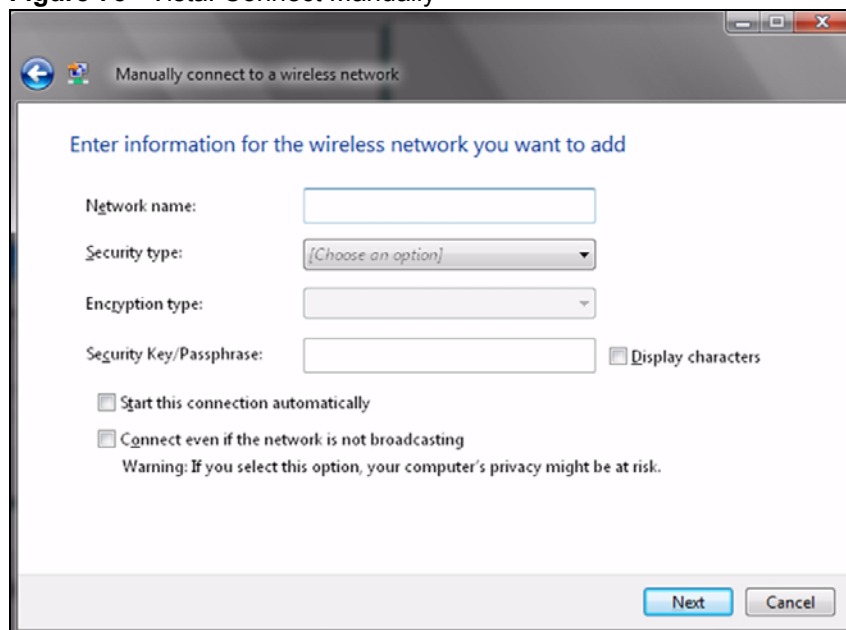 Manually connect to a wireless network
Enter information for the wireless network you want to add
Network name:
Security type:
[Choose an option]
Encryption type:
Security Key/Passphrase:
Display characters
Start this connection automatically
Connect even if the network is not broadcasting
Warning: If you select this option, your computer's privacy might be at risk.
Next
Cancel